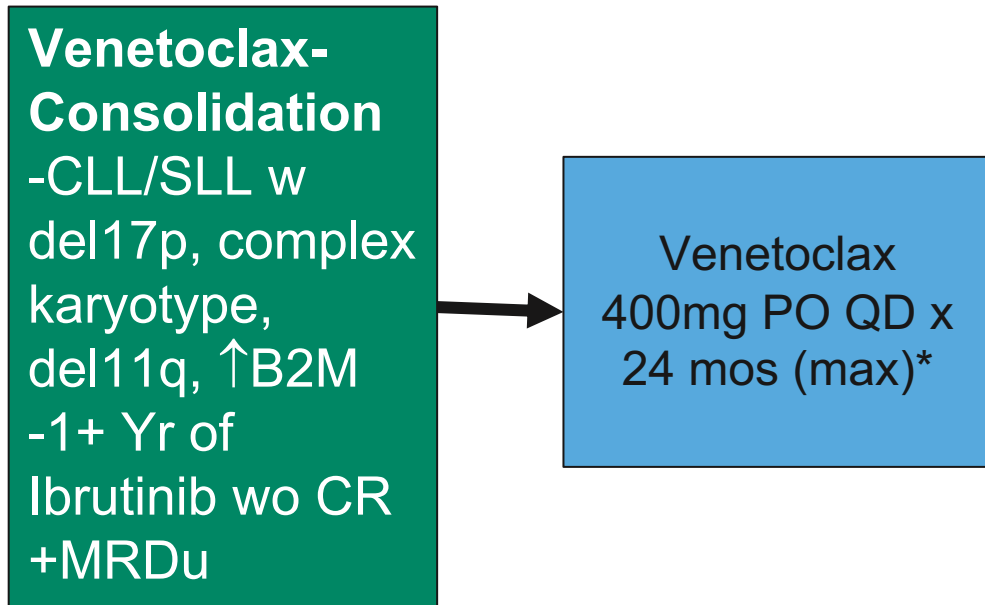 Venetoclax-
Consolidation
-CLL/SLL w
del17p, complex
karyotype,
del11q, ↑B2M
-1+ Yr of
Ibrutinib wo CR
+MRDu
Venetoclax
400mg PO QD x
24 mos (max)*